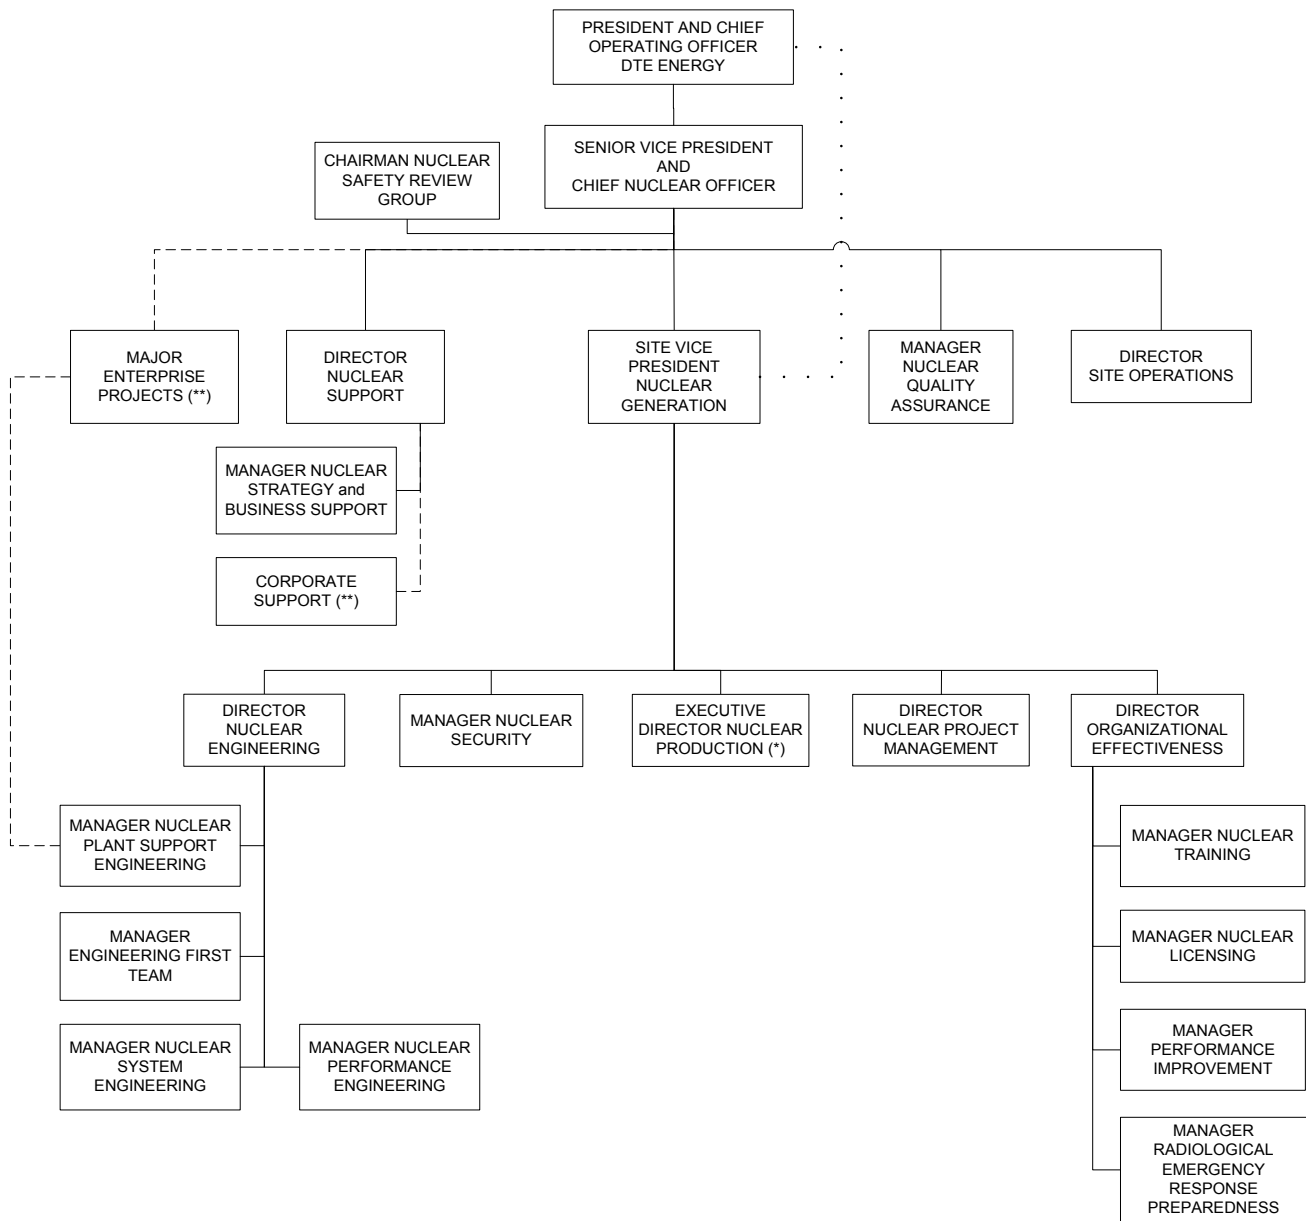 PRESIDENT AND CHIEF
OPERATING OFFICER
DTE ENERGY
SENIOR VICE PRESIDENT
AND
CHIEF NUCLEAR OFFICER
CHAIRMAN NUCLEAR
SAFETY REVIEW
GROUP
MAJOR
ENTERPRISE
PROJECTS (**)
DIRECTOR
NUCLEAR
SUPPORT
SITE VICE
PRESIDENT
NUCLEAR
GENERATION
MANAGER
NUCLEAR
QUALITY
ASSURANCE
DIRECTOR
SITE OPERATIONS
MANAGER NUCLEAR
STRATEGY and
BUSINESS SUPPORT
CORPORATE
SUPPORT (**)
DIRECTOR
NUCLEAR
ENGINEERING
MANAGER NUCLEAR
SECURITY
EXECUTIVE
DIRECTOR NUCLEAR
PRODUCTION (*)
DIRECTOR
NUCLEAR PROJECT
MANAGEMENT
DIRECTOR
ORGANIZATIONAL
EFFECTIVENESS
MANAGER NUCLEAR
PLANT SUPPORT
ENGINEERING
MANAGER
ENGINEERING FIRST
TEAM
MANAGER NUCLEAR
SYSTEM
ENGINEERING
MANAGER NUCLEAR
PERFORMANCE
ENGINEERING
MANAGER NUCLEAR
TRAINING
MANAGER NUCLEAR
LICENSING
MANAGER
PERFORMANCE
IMPROVEMENT
MANAGER
RADIOLOGICAL
EMERGENCY
RESPONSE
PREPAREDNESS